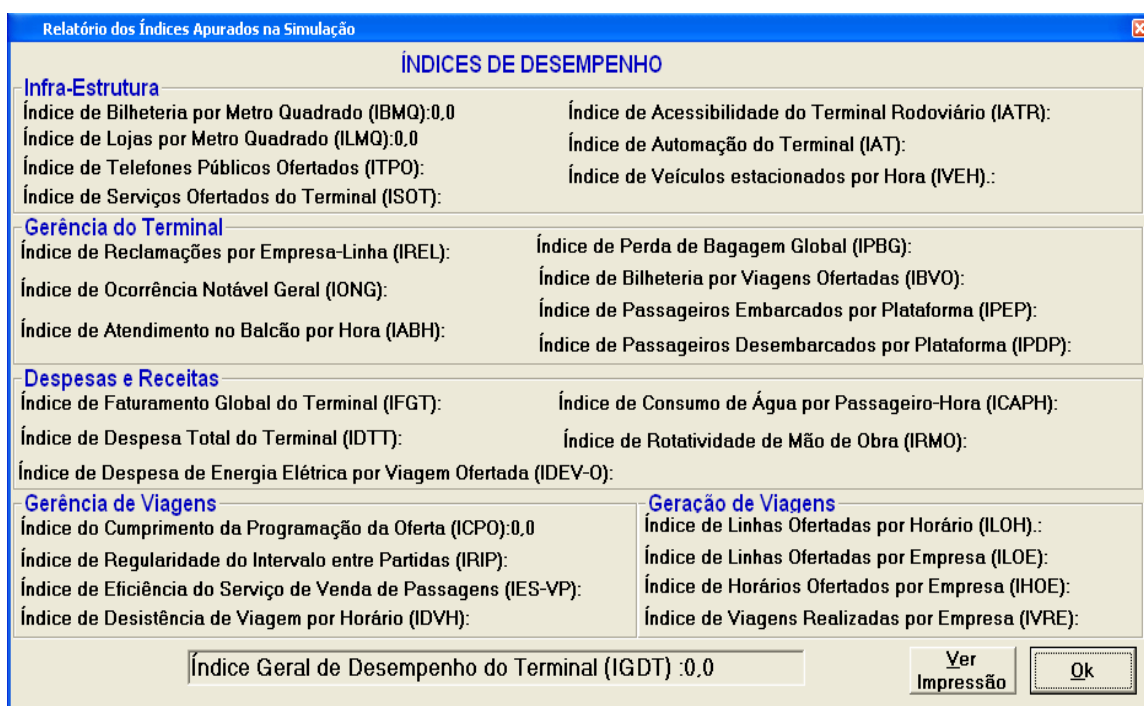 Relatório dos Índices Apurados na Simulação
ÍNDICES DE DESEMPENHO
Infra-Estrutura
Índice de Bilheteria por Metro Quadrado (IBMQ):0,0
Índice de Lojas por Metro Quadrado (ILMQ):0,0
Índice de Telefones Públicos Ofertados (ITPO):
Índice de Serviços Ofertados do Terminal (ISOT):
Índice de Acessibilidade do Terminal Rodoviário (IATR):
Índice de Automação do Terminal (IAT):
Índice de Veículos estacionados por Hora (IVEH).:
Gerência do Terminal
Índice de Reclamações por Empresa-Linha (IREL):
Índice de Ocorrência Notável Geral (IONG):
Índice de Atendimento no Balcão por Hora (IABH):
Índice de Perda de Bagagem Global (IPBG):
Índice de Bilheteria por Viagens Ofertadas (IBVO):
Índice de Passageiros Embarcados por Plataforma (IPEP):
Índice de Passageiros Desembarcados por Plataforma (IPDP):
Despesas e Receitas
Índice de Faturamento Global do Terminal (IFGT):
Índice de Despesa Total do Terminal (IDTT):
Índice de Despesa de Energia Elétrica por Viagem Ofertada (IDEV-O):
Índice de Consumo de Água por Passageiro-Hora (ICAPH):
Índice de Rotatividade de Mão de Obra (IRMO):
Gerência de Viagens
Índice do Cumprimento da Programação da Oferta (ICPO):0,0
Índice de Regularidade do Intervalo entre Partidas (IRIP):
Índice de Eficiência do Serviço de Venda de Passagens (IES-VP):
Índice de Desistência de Viagem por Horário (IDVH):
Geração de Viagens
Índice de Linhas Ofertadas por Horário (ILOH).:
Índice de Linhas Ofertadas por Empresa (ILOE):
Índice de Horários Ofertados por Empresa (IHOE):
Índice de Viagens Realizadas por Empresa (IVRE):
Índice Geral de Desempenho do Terminal (IGDT) :0,0
Ver
Impressão
Ok